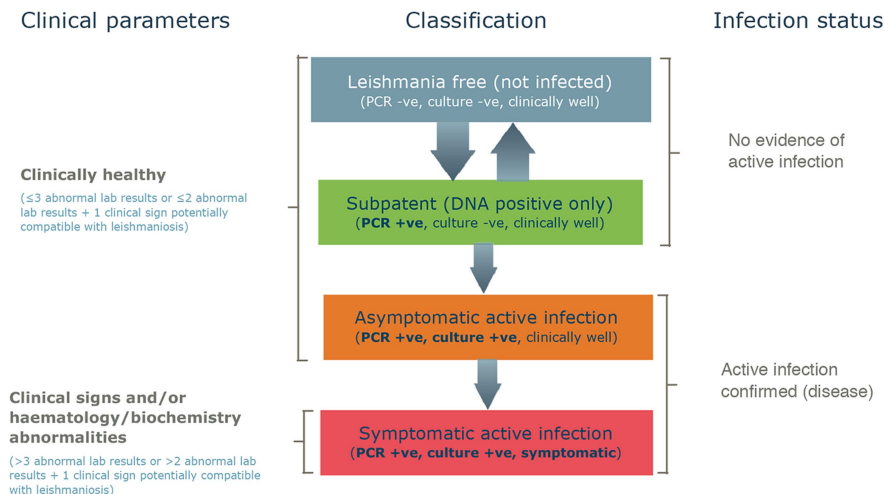 Clinical parameters
Classification
Infection status
Leishmania free (not infected)
(PCR -ve, culture -ve, clinically well)
No evidence of
active infection
Clinically healthy
(≤3 abnormal lab results or ≤2 abnormal
lab results + 1 clinical sign potentially
compatible with leishmaniosis)
Subpatent (DNA positive only)
(PCR +ve, culture -ve, clinically well)
Asymptomatic active infection
(PCR +ve, culture +ve, clinically well)
Active infection
confirmed (disease)
Clinical signs and/or
haematology/biochemistry
abnormalities
(>3 abnormal lab results or >2 abnormal lab
results + 1 clinical sign potentially compatible
with leishmaniosis)
Symptomatic active infection
(PCR +ve, culture +ve, symptomatic)